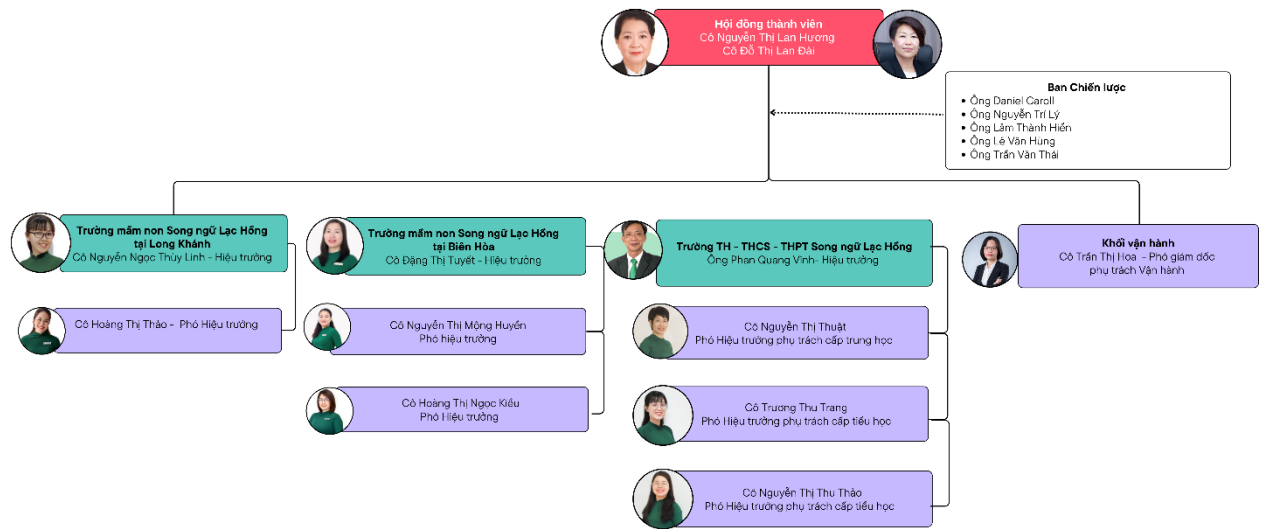 Hội đồng thành viên
Cô Nguyễn Thị Lan Hương
Cô Đỗ Thị Lan Đài
Ban Chiến lược
• Ông Daniel Caroll
• Ông Nguyễn Trí Lý
• Ông Lâm Thành Hiển
• Ông Lê Văn Hùng
• Ông Trần Văn Thái
Trường mầm non Song ngữ Lạc Hồng
tại Long Khánh
Cô Nguyễn Ngọc Thùy Linh - Hiệu trưởng
Cô Hoàng Thị Thảo - Phó Hiệu trưởng
Trường mầm non Song ngữ Lạc Hồng
tại Biên Hòa
Cô Đặng Thị Tuyết - Hiệu trưởng
Cô Nguyễn Thị Mộng Huyền
Phó hiệu trưởng
Cô Hoàng Thị Ngọc Kiều
Phó Hiệu trưởng
Trường TH - THCS - THPT Song ngữ Lạc Hồng
Ông Phan Quang Vinh- Hiệu trưởng
Cô Nguyễn Thị Thuật
Phó Hiệu trưởng phụ trách cấp trung học
Cô Trương Thu Trang
Phó Hiệu trưởng phụ trách cấp tiểu học
Cô Nguyễn Thị Thu Thảo
Phó Hiệu trưởng phụ trách cấp tiểu học
Khối vận hành
Cô Trần Thị Hoa - Phó giám đốc
phụ trách Vận hành